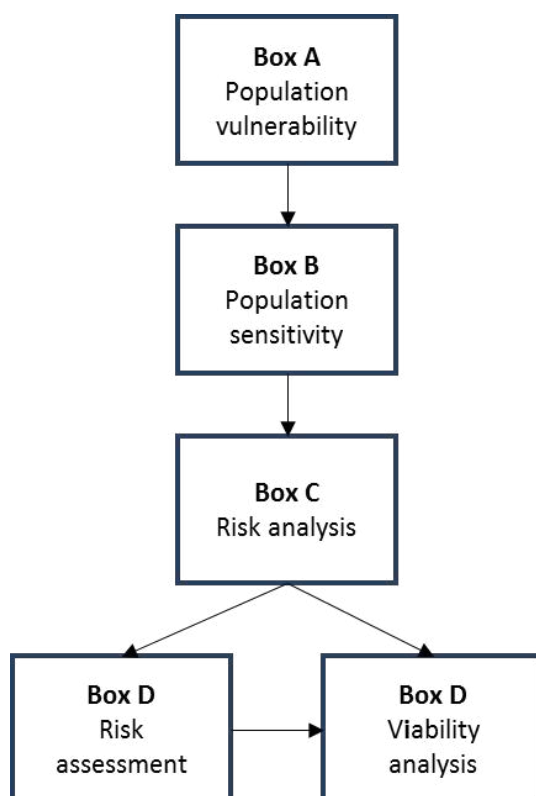 Box A
Population
vulnerability
Box B
Population
sensitivity
Box C
Risk analysis
Box D
Risk
assessment
Box D
Viability
analysis